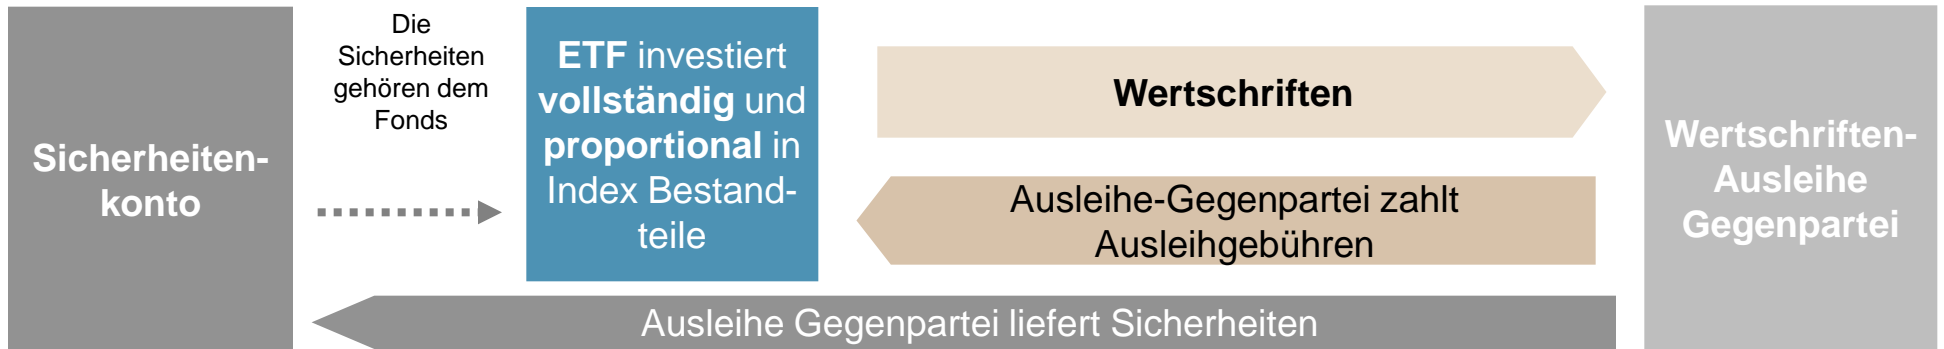 Sicherheiten-
konto
Die
Sicherheiten
gehören dem
Fonds
ETF investiert
vollständig und
proportional in
Index Bestand-
teile
Wertschriften
Ausleihe-Gegenpartei zahlt
Ausleihgebühren
Ausleihe Gegenpartei liefert Sicherheiten
Wertschriften-
Ausleihe
Gegenpartei